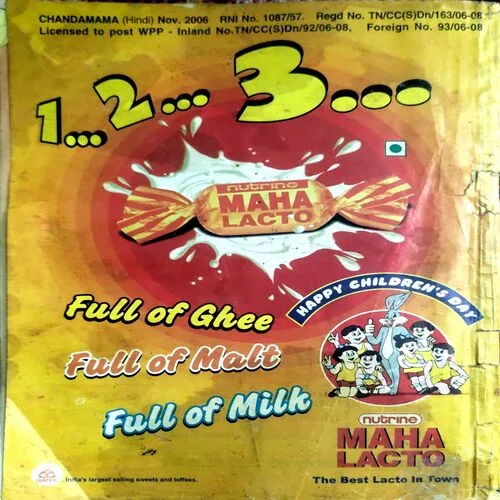 CHANDAMAMA (Hindi) Nov. 2006 RNI No. 1087/57. Regd No. TN/CC(S)Dn/163/06-08
Licensed to post WPP - Inland No.TN/CC(S)Dn/92/06-08, Foreign No. 93/06-08
1... 2... 3...
nutrine
MAHA
LACTO
HAPPY CHILDREN'S DAY
Full of Ghee
Full of Malt
Full of Milk
nutrine
MAHA
LACTO
The Best Lacto In Town
nutrine
India's largest selling sweets and toffees.